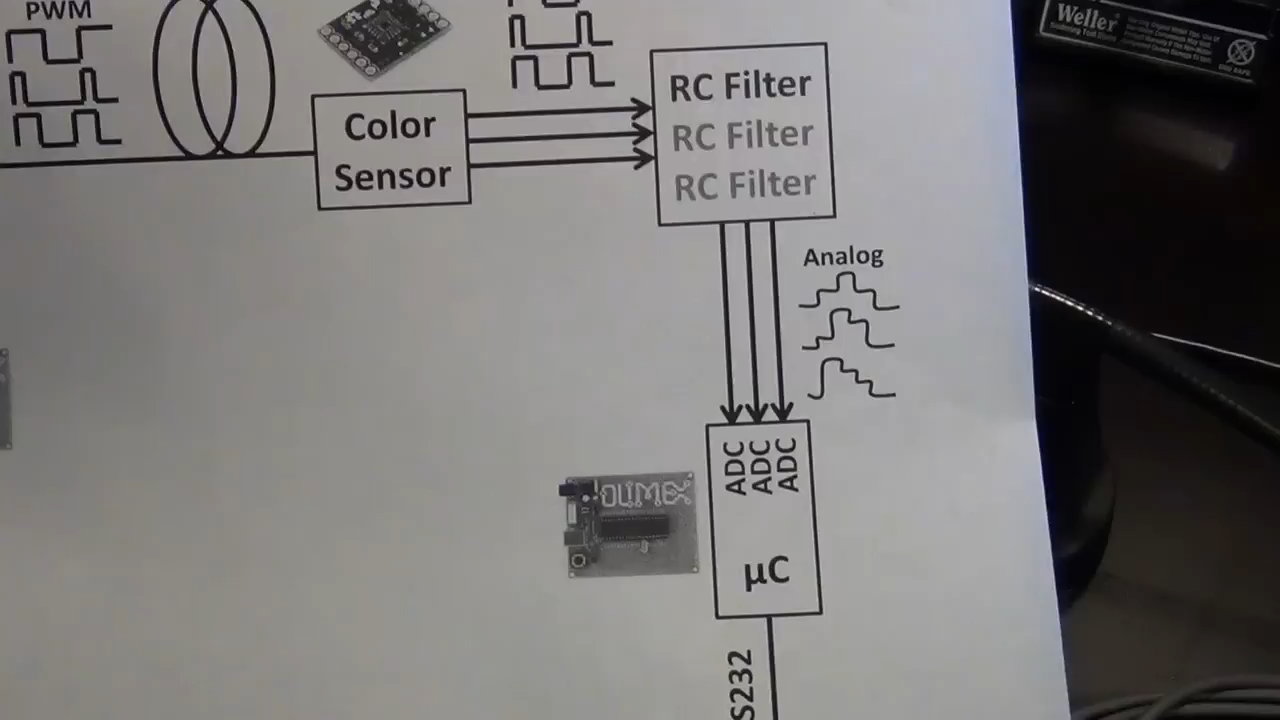 PWM
Color
Sensor
RC Filter
RC Filter
RC Filter
Analog
ADC
ADC
ADC
OLIMEX
µC
S232
Weller